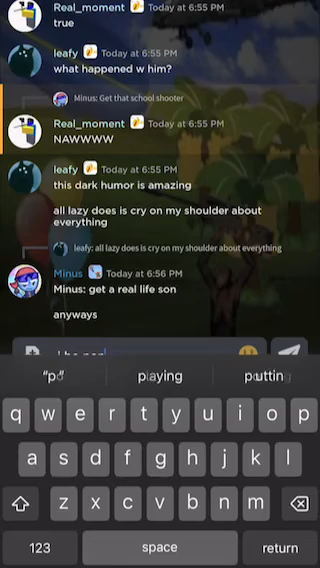 Real_moment Today at 6:55 PM
true
leafy Today at 6:55 PM
what happened w him?
Minus: Get that school shooter
Real_moment Today at 6:55 PM
NAWWWW
leafy Today at 6:55 PM
this dark humor is amazing
all lazy does is cry on my shoulder about
everything
leafy: all lazy does is cry on my shoulder about everything
Minus Today at 6:56 PM
Minus: get a real life son
anyways
playing
puttin
q w e r t y u i o p
a s d f g h j k l
z x c v b n m
123 space return